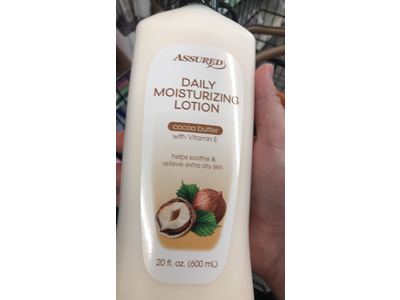 ASSURED
DAILY
MOISTURIZING
LOTION
cocoa butter
with Vitamin E
helps soothe &
relieve extra dry skin
20 fl. oz. (600 mL)